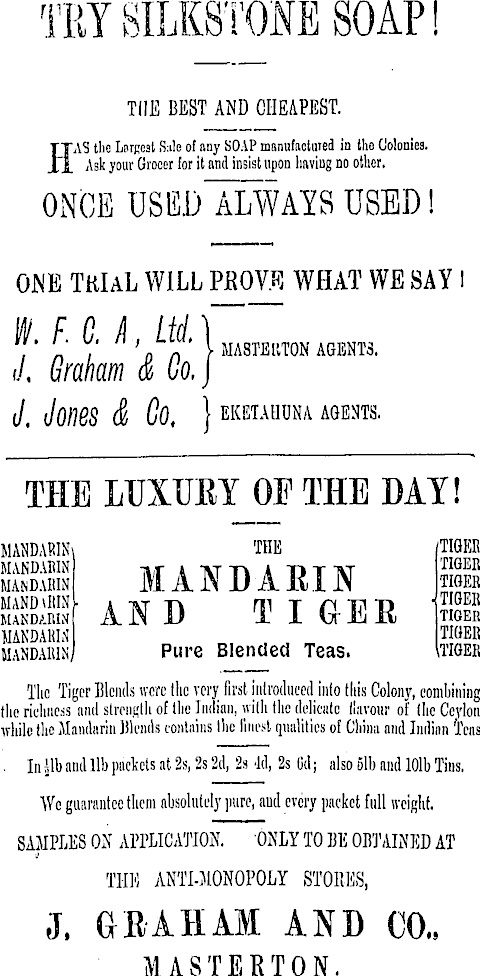 TRY SILKSTONE SOAP!
THE BEST AND CHEAPEST.
HAS the Largest Sale of any SOAP manufactured in the Colonies.
Ask your Grocer for it and insist upon having no other.
ONCE USED ALWAYS USED!
ONE TRIAL WILL PROVE WHAT WE SAY!
W. F. C. A, Ltd.
J. Graham & Co.
MASTERTON AGENTS.
J. Jones & Co.
EKETAHUNA AGENTS.
THE LUXURY OF THE DAY!
MANDARIN
MANDARIN
MANDARIN
MANDARIN
MANDARIN
MANDARIN
MANDARIN
THE
MANDARIN
AND TIGER
Pure Blended Teas.
TIGER
TIGER
TIGER
TIGER
TIGER
TIGER
TIGER
The Tiger Blends were the very first introduced into this Colony, combining
the richness and strength of the Indian, with the delicate flavour of the Ceylon
while the Mandarin Blends contains the finest qualities of China and Indian Teas
In ½lb and 1lb packets at 2s, 2s 2d, 2s 4d, 2s 6d; also 5lb and 10lb Tins.
We guarantee them absolutely pure, and every packet full weight.
SAMPLES ON APPLICATION. ONLY TO BE OBTAINED AT
THE ANTI-MONOPOLY STORES,
J. GRAHAM AND CO.,
MASTERTON.